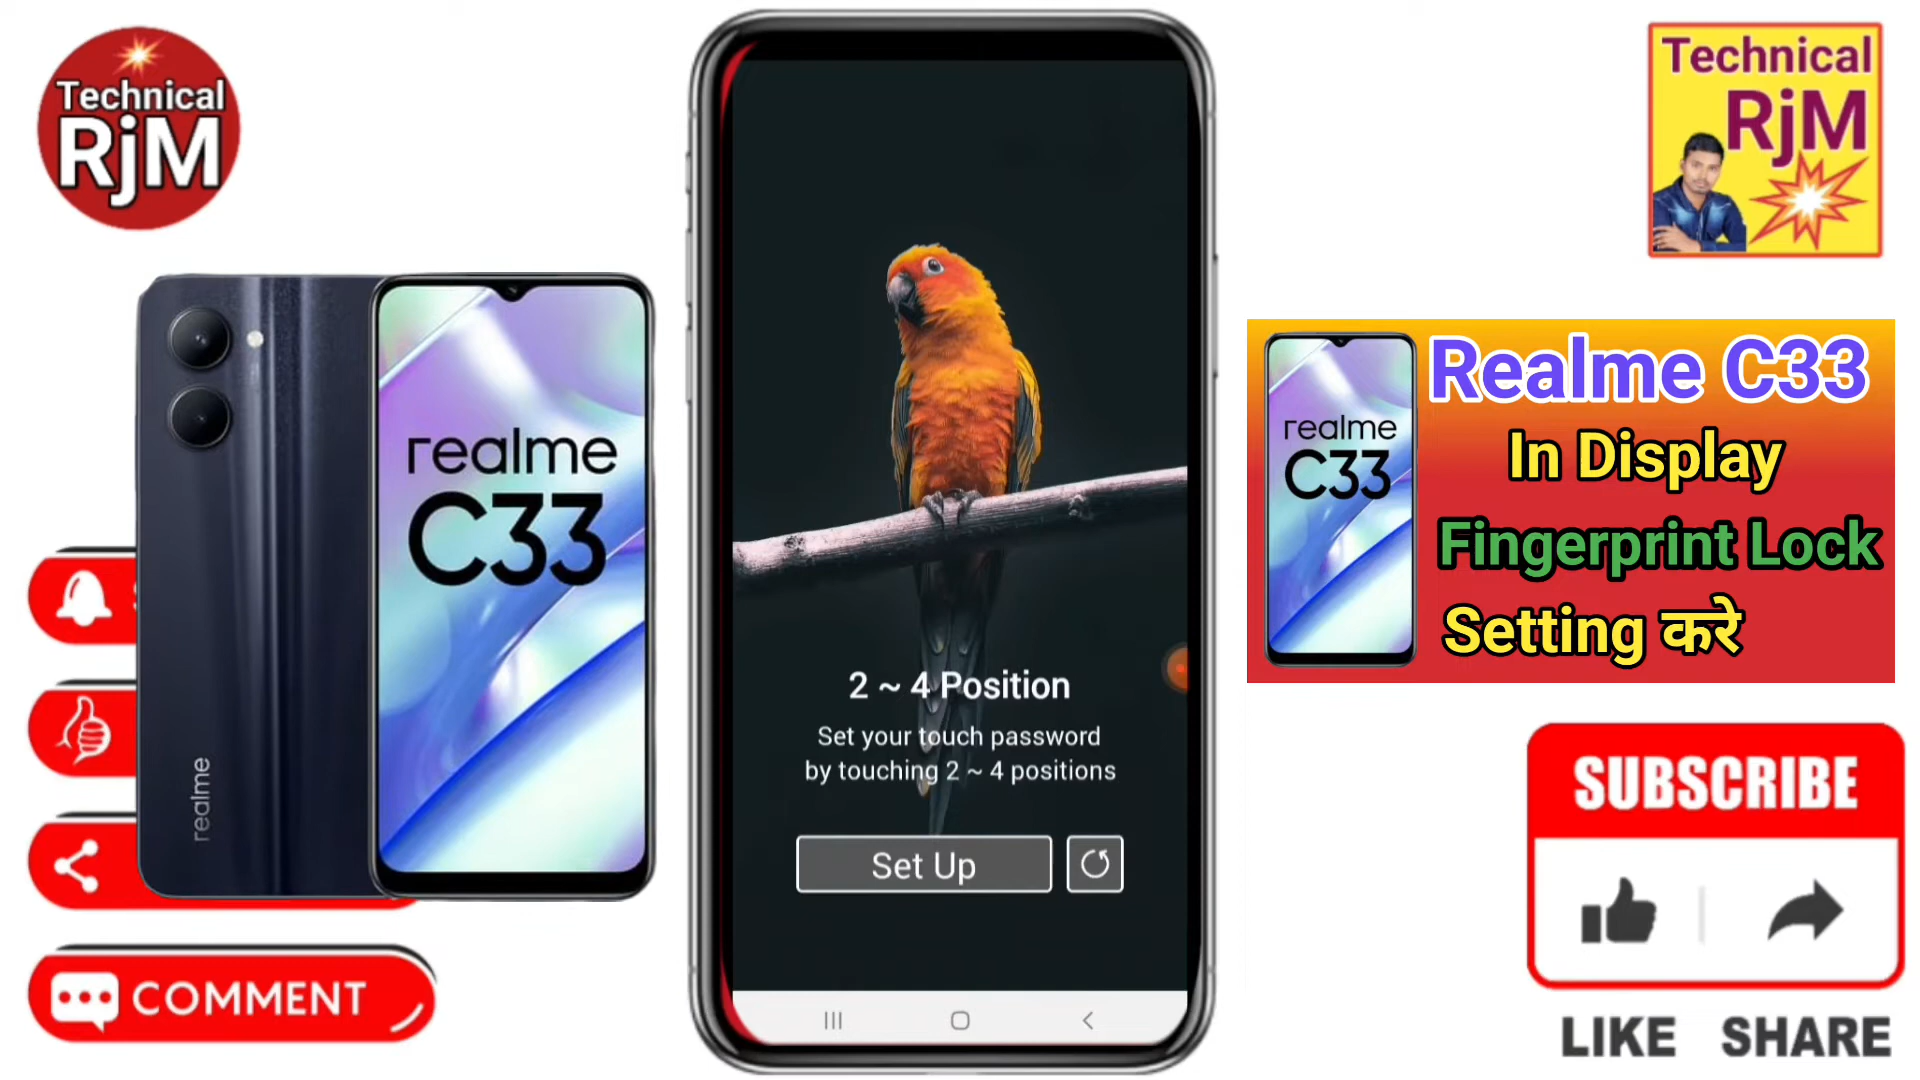 Technical
RjM
Technical
RjM
realme
C33
realme
2 ~ 4 Position
Set your touch password
by touching 2 ~ 4 positions
Set Up
realme
C33
Realme C33
In Display
Fingerprint Lock
Setting करे
COMMENT
SUBSCRIBE
LIKE SHARE